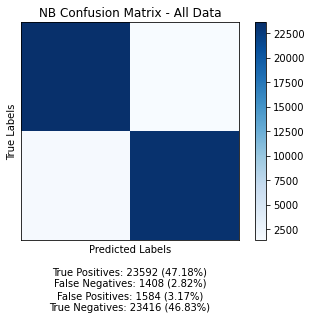 NB Confusion Matrix - All Data
True Labels
Predicted Labels
22500
20000
17500
15000
12500
10000
7500
5000
2500
True Positives: 23592 (47.18%)
False Negatives: 1408 (2.82%)
False Positives: 1584 (3.17%)
True Negatives: 23416 (46.83%)